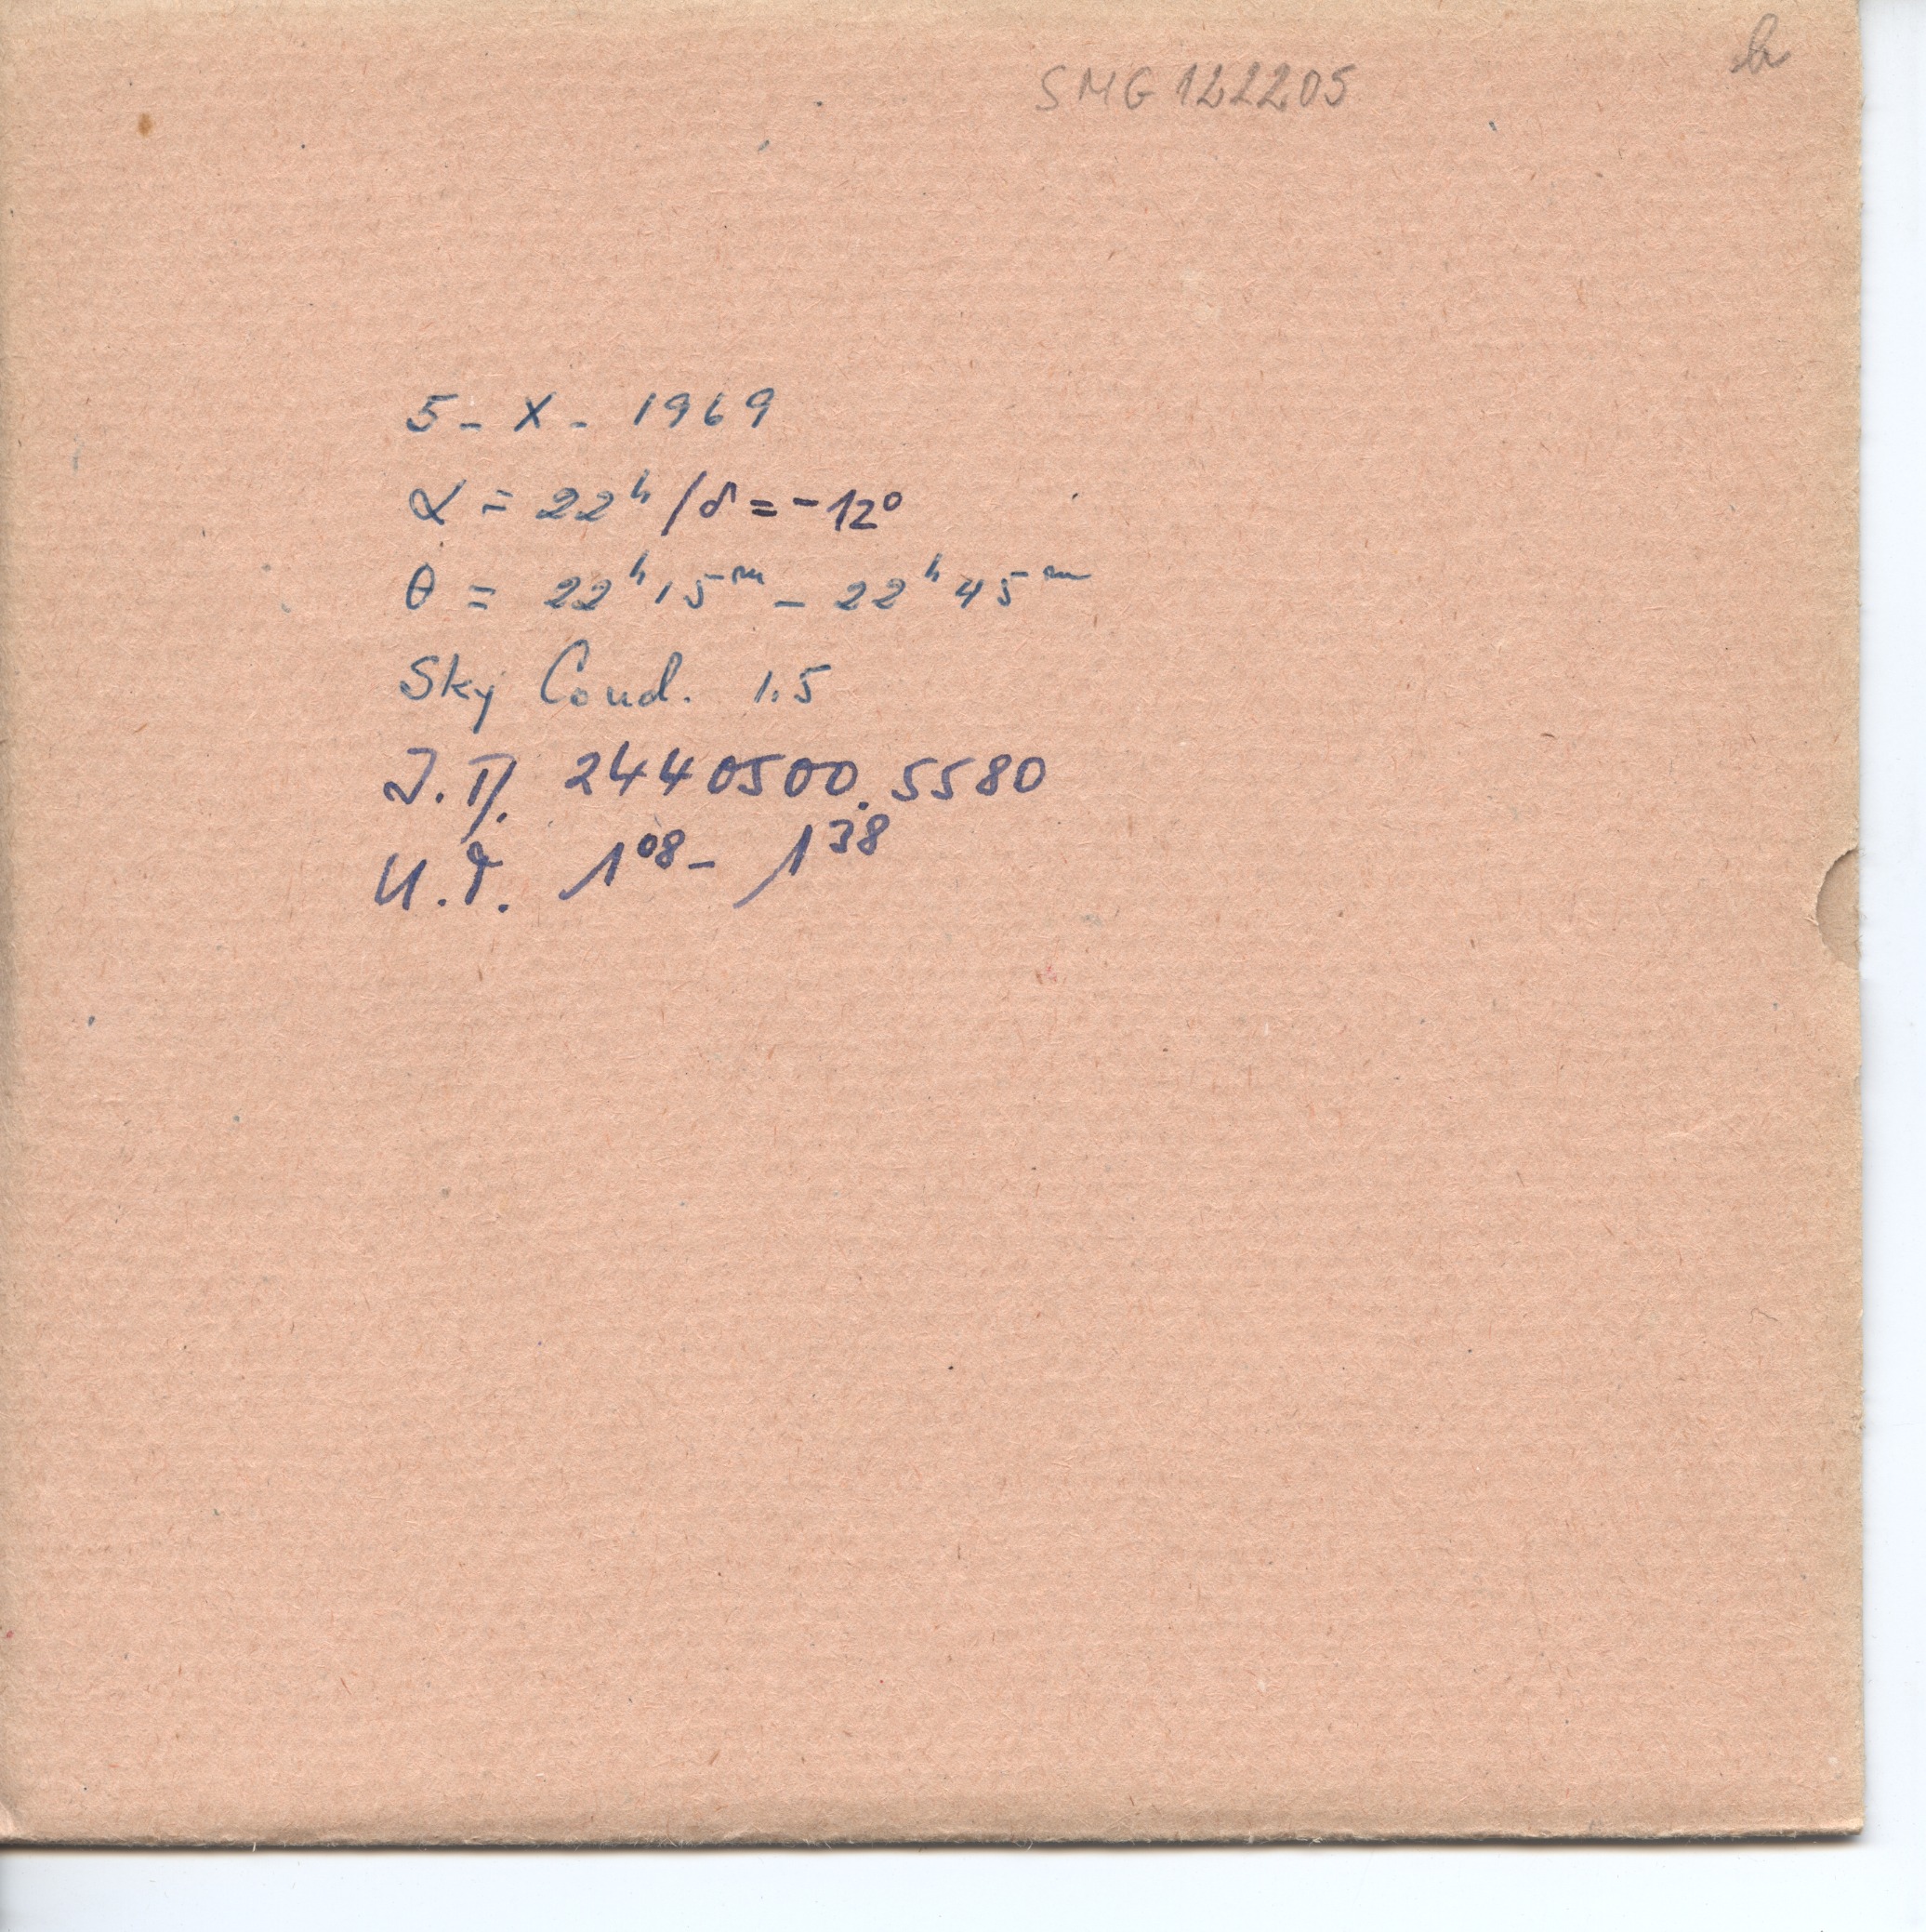 b
SMG 122205
5 - X - 1969
α = 22ʰ / δ = -12°
θ = 22ʰ15ᵐ - 22ʰ45ᵐ
Sky Cond. 1.5
J.D. 2440500.5580
U.T. 1⁰⁸ - 1³⁸